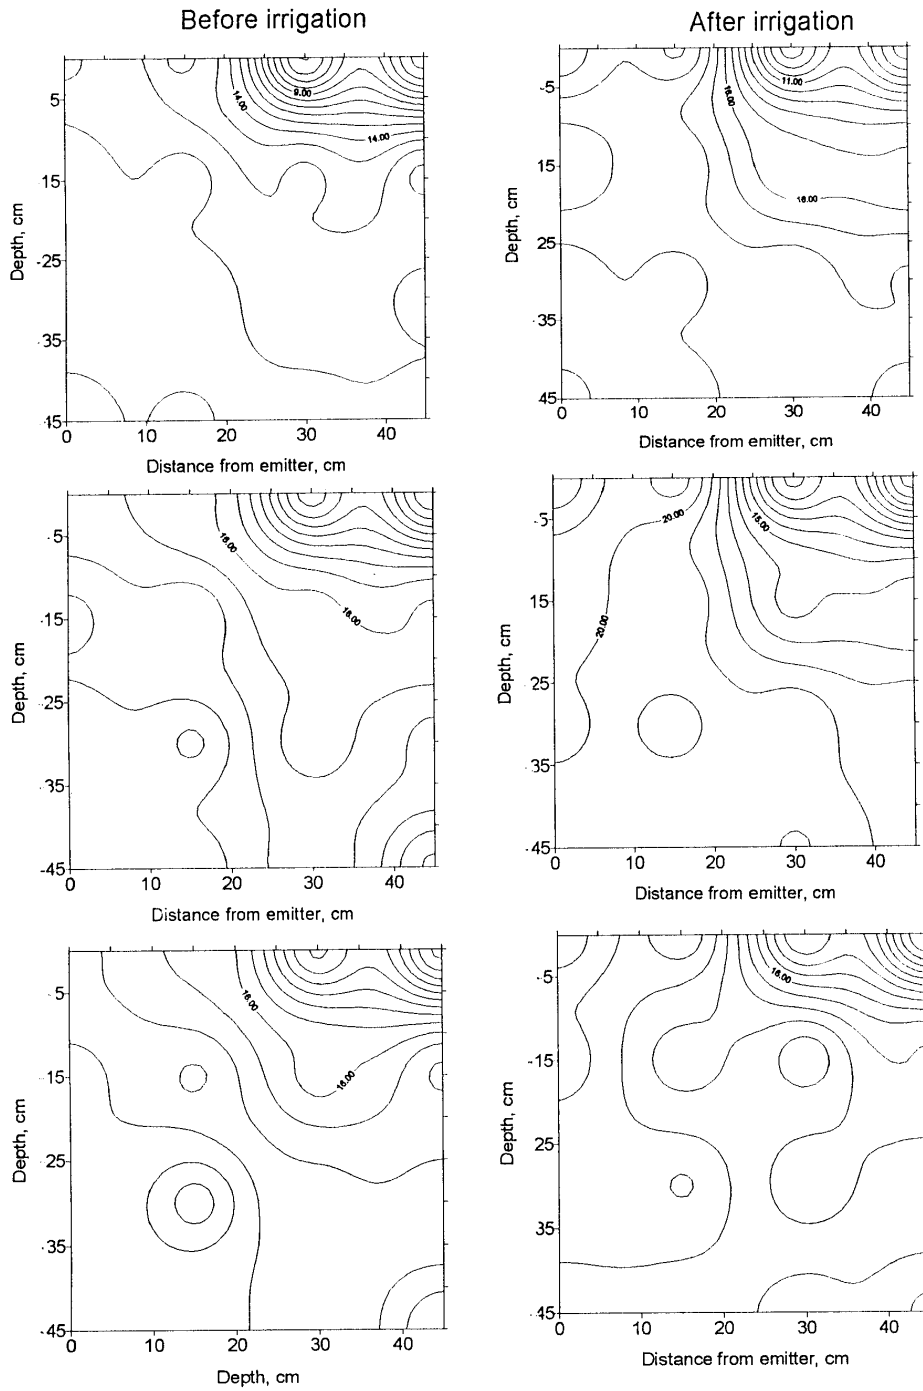 Before irrigation
After irrigation
5
15
-25
-35
-45
Depth, cm
9.00
14.00
14.00
0 10 20 30 40
Distance from emitter, cm
-5
15
25
.35
45
Depth, cm
11.00
16.00
16.00
0 10 20 30 40
Distance from emitter, cm
-5
-15
-25
-35
-45
Depth, cm
16.00
16.00
0 10 20 30 40
Distance from emitter, cm
-5
15
25
.35
-45
Depth, cm
20.00
20.00
15.00
0 10 20 30 40
Distance from emitter, cm
-5
-15
25
-35
-45
Depth, cm
16.00
16.00
0 10 20 30 40
Depth, cm
-5
-15
25
35
-45
Depth, cm
16.00
0 10 20 30 40
Distance from emitter, cm